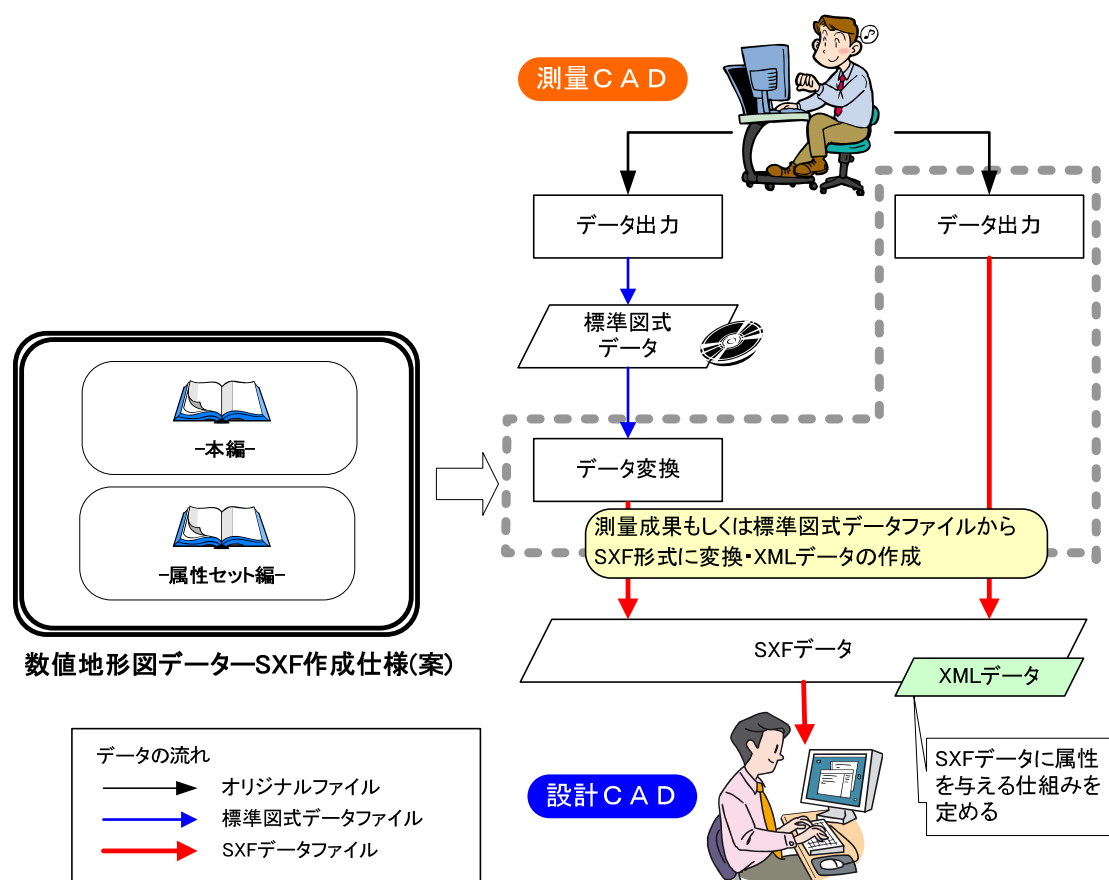 測量CAD
データ出力
データ出力
標準図式
データ
-本編-
-属性セット編-
数値地形図データーSXF作成仕様(案)
データ変換
測量成果もしくは標準図式データファイルから
SXF形式に変換・XMLデータの作成
SXFデータ
XMLデータ
SXFデータに属性
を与える仕組みを
定める
設計CAD
データの流れ
オリジナルファイル
標準図式データファイル
SXFデータファイル